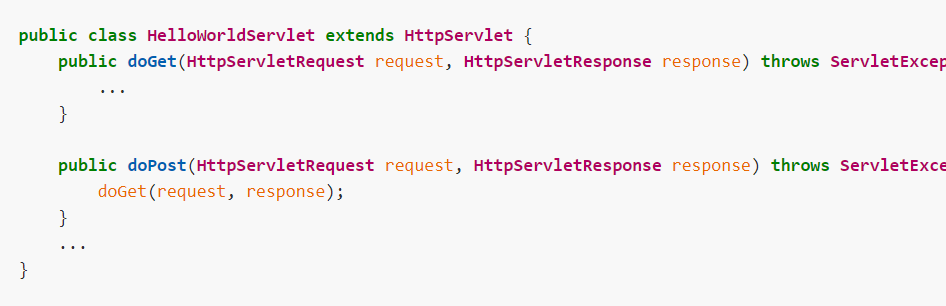 public class HelloWorldServlet extends HttpServlet {
    public doGet(HttpServletRequest request, HttpServletResponse response) throws ServletExcep
        ...
    }

    public doPost(HttpServletRequest request, HttpServletResponse response) throws ServletExce
        doGet(request, response);
    }
    ...
}